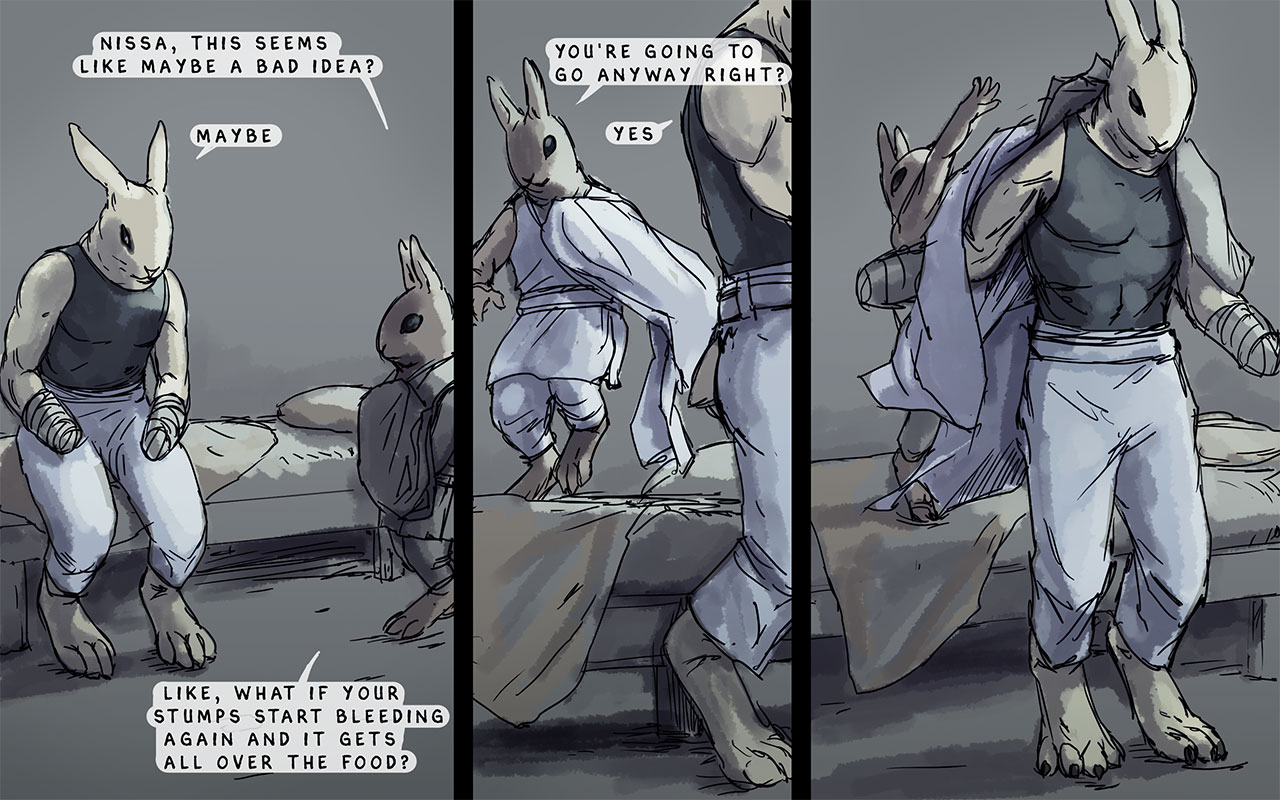 NISSA, THIS SEEMS
LIKE MAYBE A BAD IDEA?
MAYBE
LIKE, WHAT IF YOUR
STUMPS START BLEEDING
AGAIN AND IT GETS
ALL OVER THE FOOD?
YOU'RE GOING TO
GO ANYWAY RIGHT?
YES